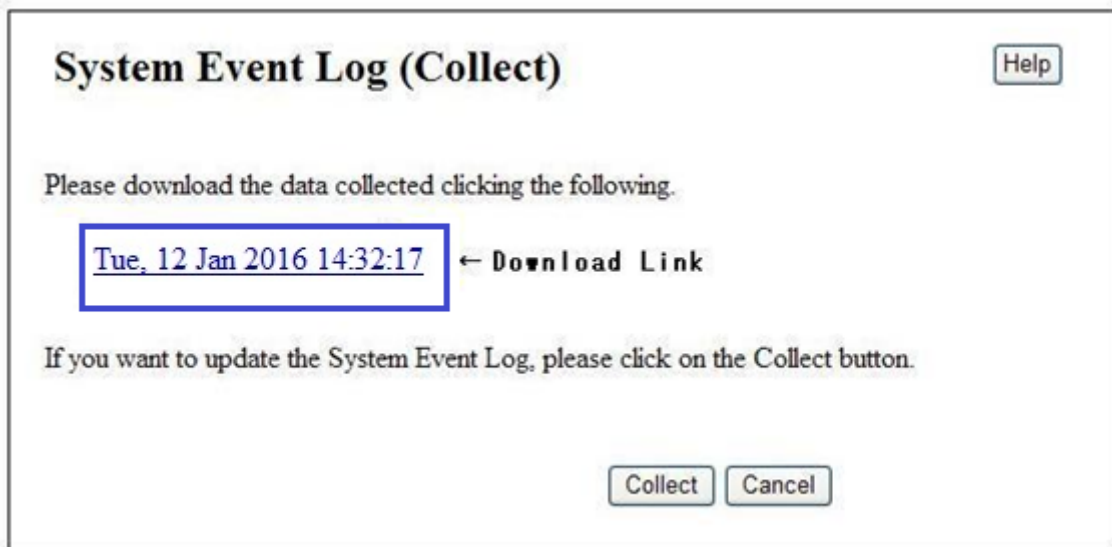 System Event Log (Collect)
Help
Please download the data collected clicking the following.
Tue, 12 Jan 2016 14:32:17 ← Download Link
If you want to update the System Event Log, please click on the Collect button.
Collect Cancel